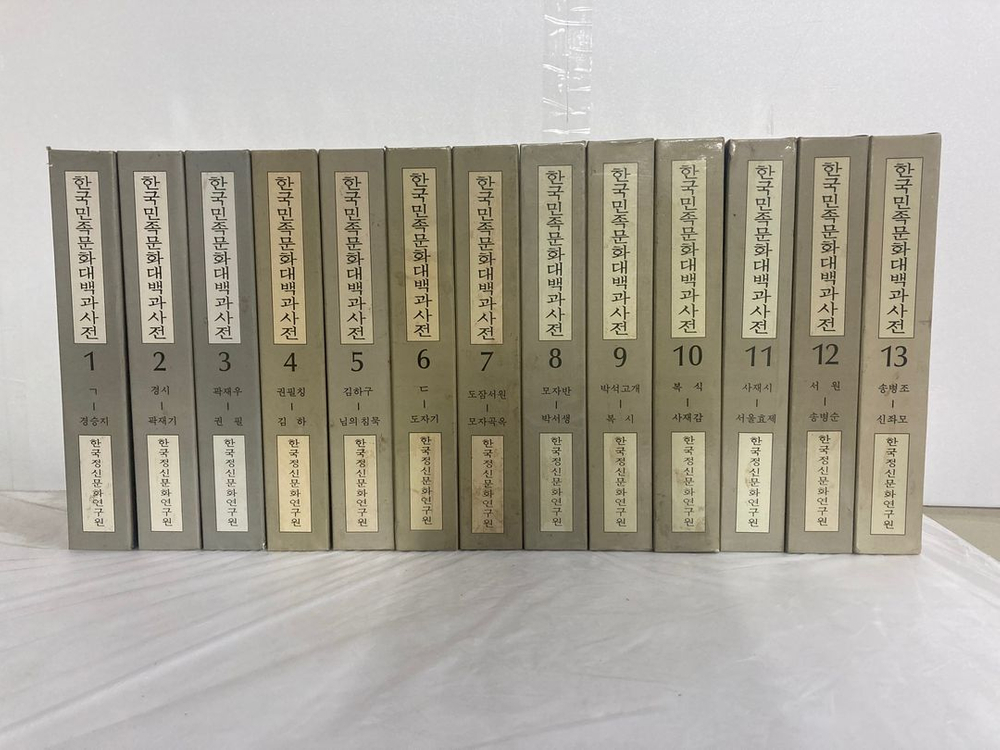 한국민족문화대백과사전
1
ㄱ
|
경승지
한국정신문화연구원
한국민족문화대백과사전
2
경시
|
곽재기
한국정신문화연구원
한국민족문화대백과사전
3
곽재우
|
권필
한국정신문화연구원
한국민족문화대백과사전
4
권필칭
|
김하
한국정신문화연구원
한국민족문화대백과사전
5
김하구
|
님의침묵
한국정신문화연구원
한국민족문화대백과사전
6
ㄷ
|
도자기
한국정신문화연구원
한국민족문화대백과사전
7
도잠서원
|
모자곡옥
한국정신문화연구원
한국민족문화대백과사전
8
모자반
|
박서생
한국정신문화연구원
한국민족문화대백과사전
9
박석고개
|
복시
한국정신문화연구원
한국민족문화대백과사전
10
복식
|
사재감
한국정신문화연구원
한국민족문화대백과사전
11
사재시
|
서울효제
한국정신문화연구원
한국민족문화대백과사전
12
서원
|
송병순
한국정신문화연구원
한국민족문화대백과사전
13
송병조
|
신좌모
한국정신문화연구원